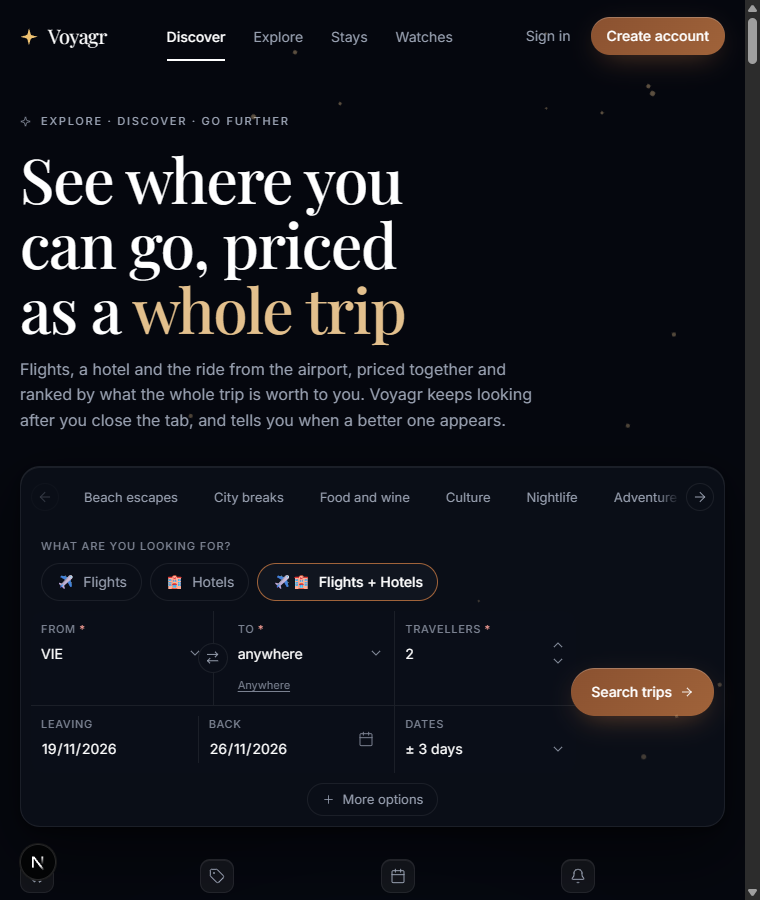 Voyagr
Discover
Explore
Stays
Watches
Sign in
Create account
EXPLORE · DISCOVER · GO FURTHER
See where you
can go, priced
as a whole trip
Flights, a hotel and the ride from the airport, priced together and
ranked by what the whole trip is worth to you. Voyagr keeps looking
after you close the tab, and tells you when a better one appears.
Beach escapes
City breaks
Food and wine
Culture
Nightlife
Adventure
WHAT ARE YOU LOOKING FOR?
Flights
Hotels
Flights + Hotels
FROM *
TO *
TRAVELLERS *
VIE
anywhere
2
Anywhere
Search trips
LEAVING
BACK
DATES
19/11/2026
26/11/2026
± 3 days
More options
N